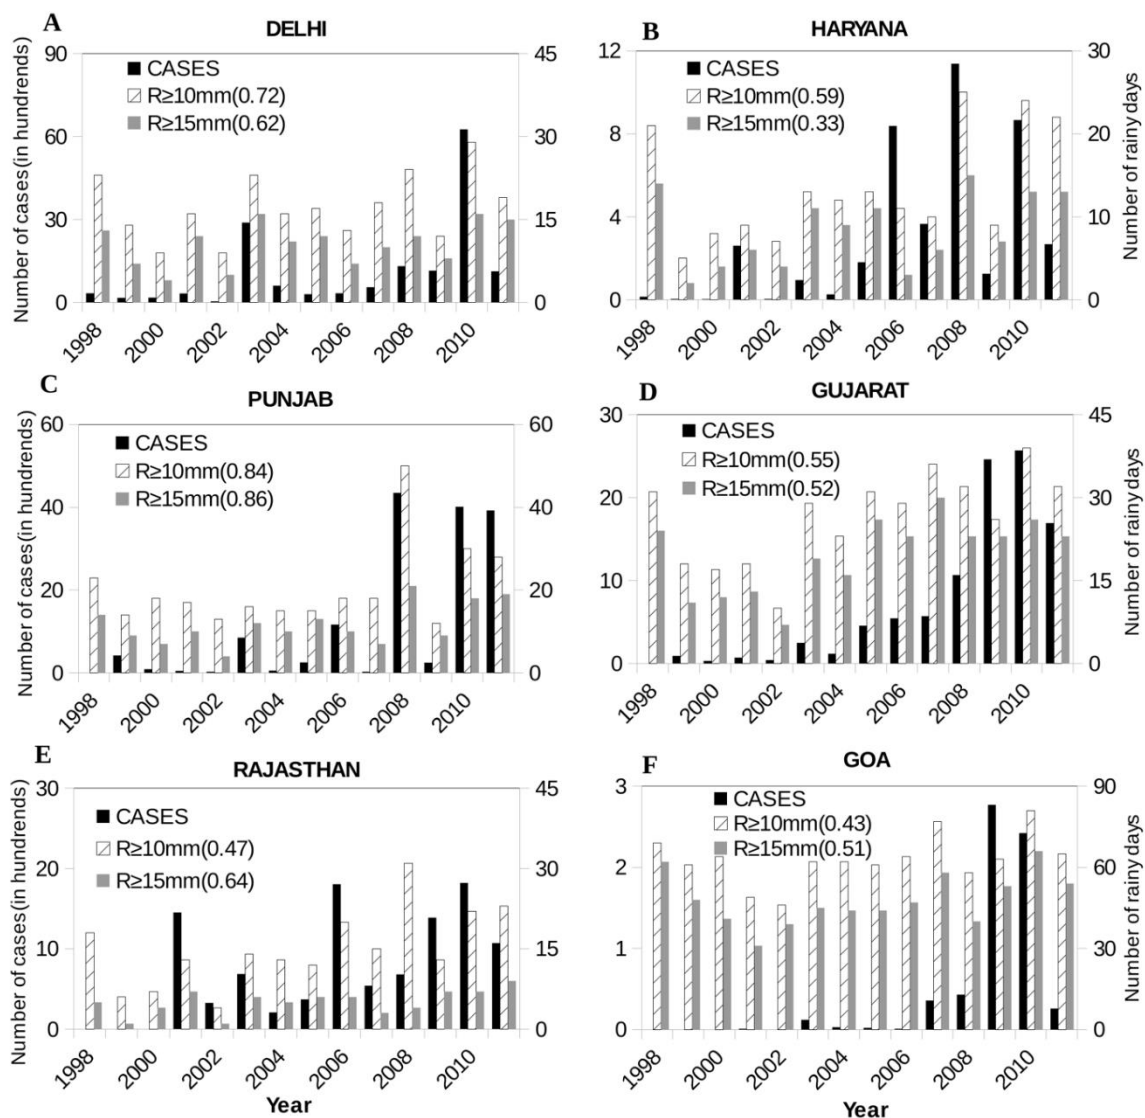 A
DELHI
Number of cases(in hundrends)
90
60
30
0
45
30
15
0
CASES
R≥10mm(0.72)
R≥15mm(0.62)
1998
2000
2002
2004
2006
2008
2010
B
HARYANA
12
8
4
0
30
20
10
0
Number of rainy days
CASES
R≥10mm(0.59)
R≥15mm(0.33)
1998
2000
2002
2004
2006
2008
2010
C
PUNJAB
Number of cases(in hundrends)
60
40
20
0
60
40
20
0
CASES
R≥10mm(0.84)
R≥15mm(0.86)
1998
2000
2002
2004
2006
2008
2010
D
GUJARAT
30
20
10
0
45
30
15
0
Number of rainy days
CASES
R≥10mm(0.55)
R≥15mm(0.52)
1998
2000
2002
2004
2006
2008
2010
E
RAJASTHAN
Number of cases(in hundrends)
30
20
10
0
45
30
15
0
CASES
R≥10mm(0.47)
R≥15mm(0.64)
1998
2000
2002
2004
2006
2008
2010
Year
F
GOA
3
2
1
0
90
60
30
0
Number of rainy days
CASES
R≥10mm(0.43)
R≥15mm(0.51)
1998
2000
2002
2004
2006
2008
2010
Year